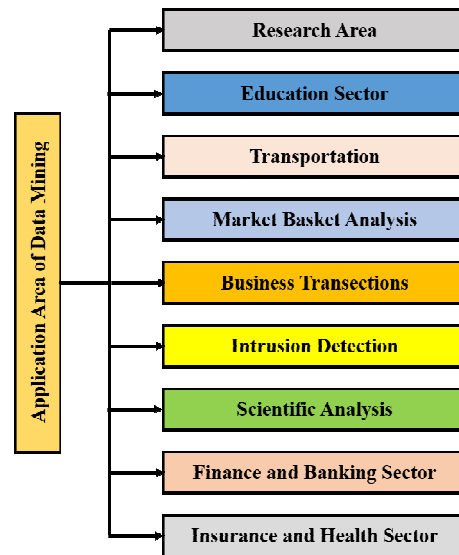 Application Area of Data Mining
Research Area
Education Sector
Transportation
Market Basket Analysis
Business Transections
Intrusion Detection
Scientific Analysis
Finance and Banking Sector
Insurance and Health Sector